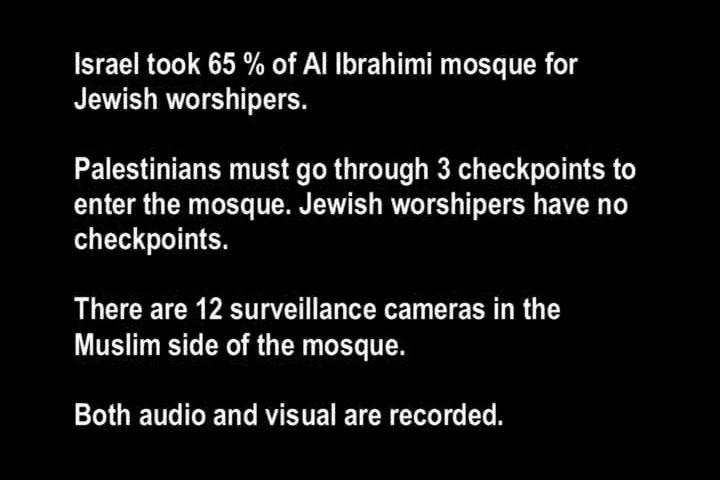 Israel took 65 % of Al Ibrahimi mosque for
Jewish worshipers.
Palestinians must go through 3 checkpoints to
enter the mosque. Jewish worshipers have no
checkpoints.
There are 12 surveillance cameras in the
Muslim side of the mosque.
Both audio and visual are recorded.